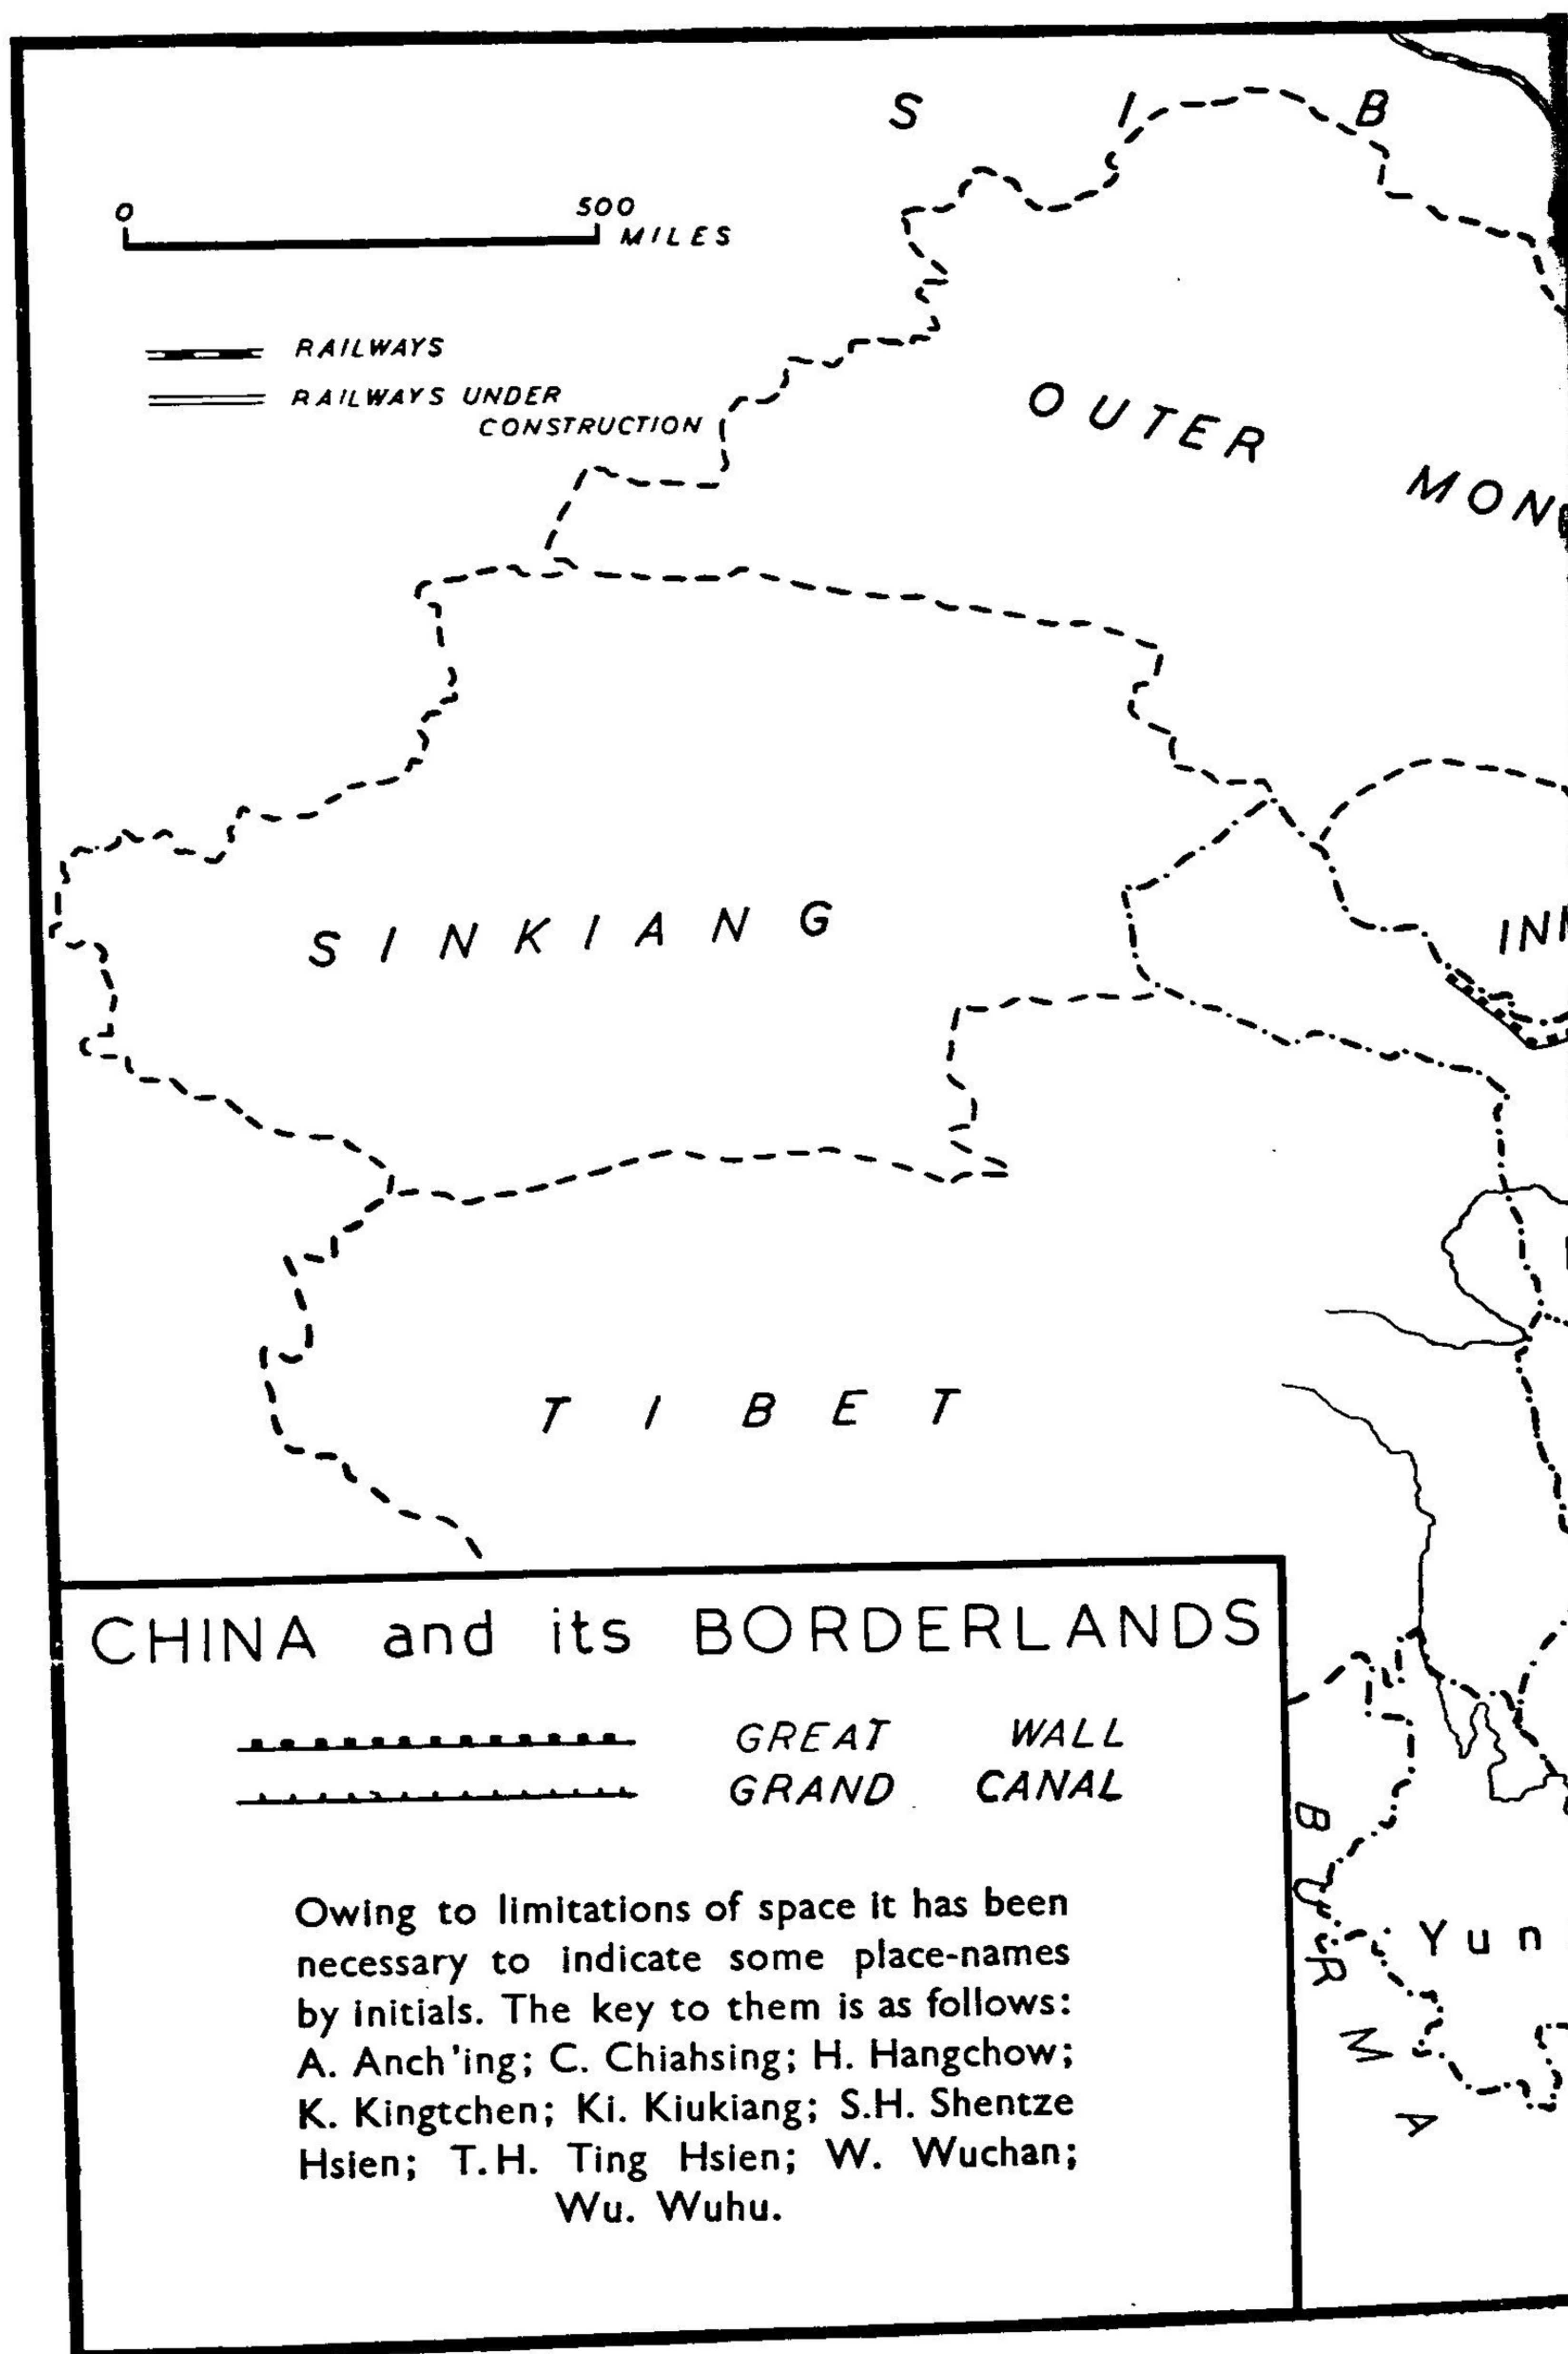 S I B
0 500
MILES
RAILWAYS
RAILWAYS UNDER
CONSTRUCTION
OUTER
MON
SINKIANG
IN
TIBET
CHINA and its BORDERLANDS
GREAT WALL
GRAND CANAL
Owing to limitations of space it has been
necessary to indicate some place-names
by initials. The key to them is as follows:
A. Anch'ing; C. Chiahsing; H. Hangchow;
K. Kingtchen; Ki. Kiukiang; S.H. Shentze
Hsien; T.H. Ting Hsien; W. Wuchan;
Wu. Wuhu.
BURMA
Yun